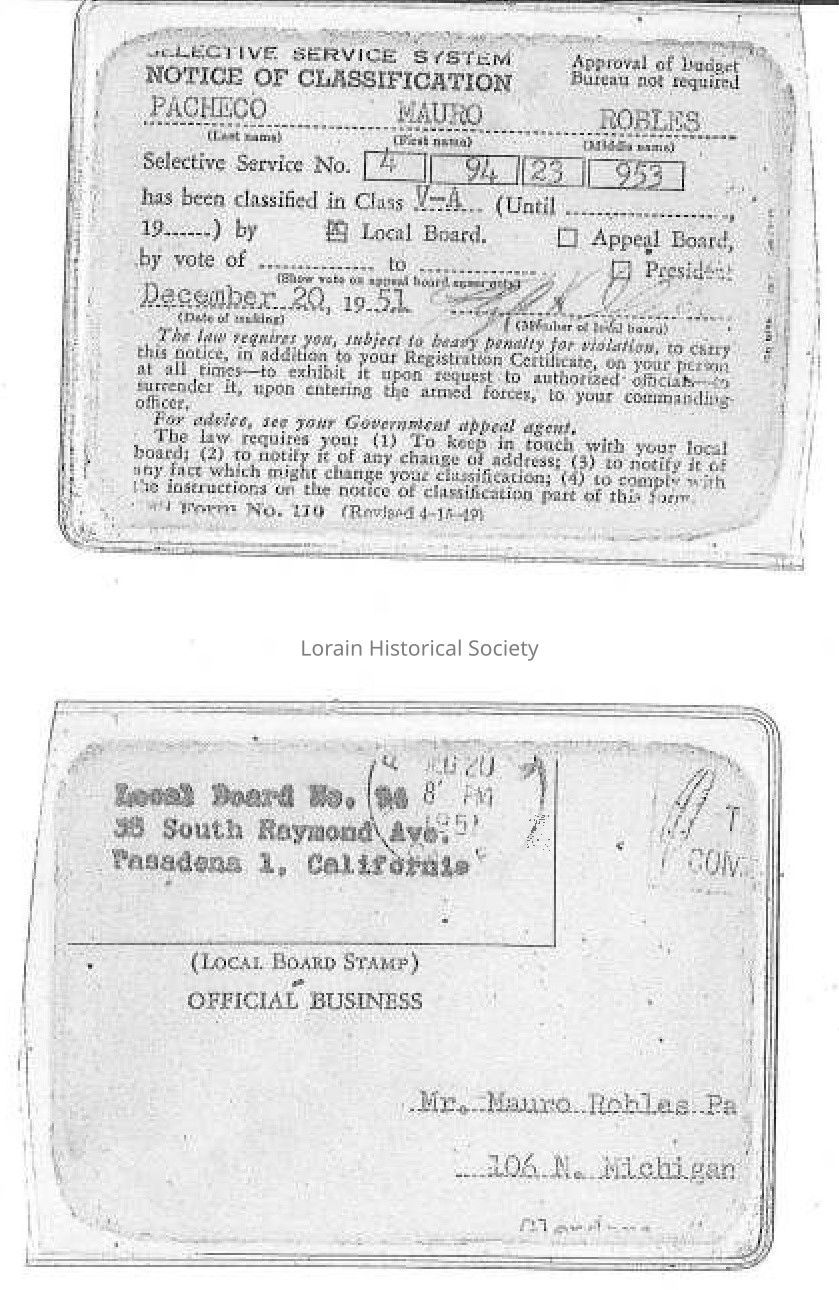 SELECTIVE SERVICE SYSTEM
Approval of Budget
NOTICE OF CLASSIFICATION
Bureau not required
PACHECO MAURO ROBLES
(Last name) (First name) (Middle name)
Selective Service No. 4 94 23 953
has been classified in Class V-A (Until ...............,
19......) by ☒ Local Board. ☐ Appeal Board,
by vote of ............... to ............... ☐ President
(Show vote on appeal board cases only)
December 20, 1951
(Date of making) (Member of local board)
The law requires you, subject to heavy penalty for violation, to carry
this notice, in addition to your Registration Certificate, on your person
at all times—to exhibit it upon request to authorized officials—to
surrender it, upon entering the armed forces, to your commanding
officer.
For advice, see your Government appeal agent.
The law requires you: (1) To keep in touch with your local
board; (2) to notify it of any change of address; (3) to notify it of
any fact which might change your classification; (4) to comply with
the instructions on the notice of classification part of this form.
Form No. 110 (Revised 4-15-49)
Lorain Historical Society
Local Board No. 94
35 South Raymond Ave.
Pasadena 1, California
20
8 PM
1951
(LOCAL BOARD STAMP)
OFFICIAL BUSINESS
Mr. Mauro Robles Pa
106 N. Michigan